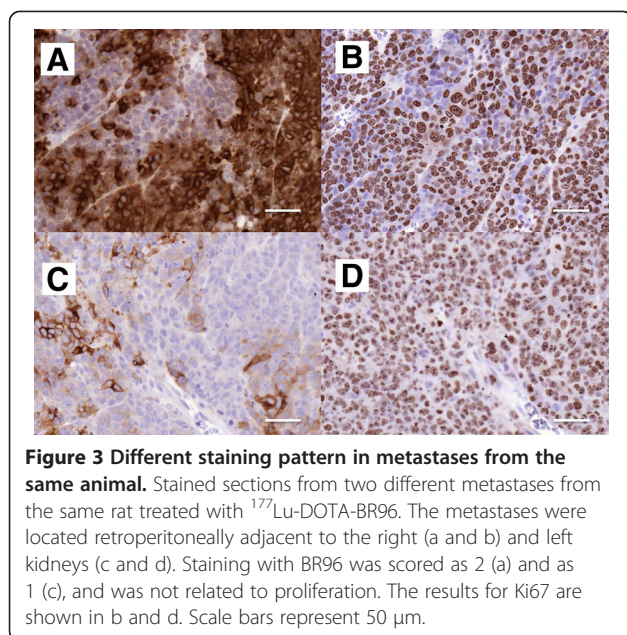 A
B
C
D
Figure 3 Different staining pattern in metastases from the
same animal. Stained sections from two different metastases from
the same rat treated with ¹⁷⁷Lu-DOTA-BR96. The metastases were
located retroperitoneally adjacent to the right (a and b) and left
kidneys (c and d). Staining with BR96 was scored as 2 (a) and as
1 (c), and was not related to proliferation. The results for Ki67 are
shown in b and d. Scale bars represent 50 μm.